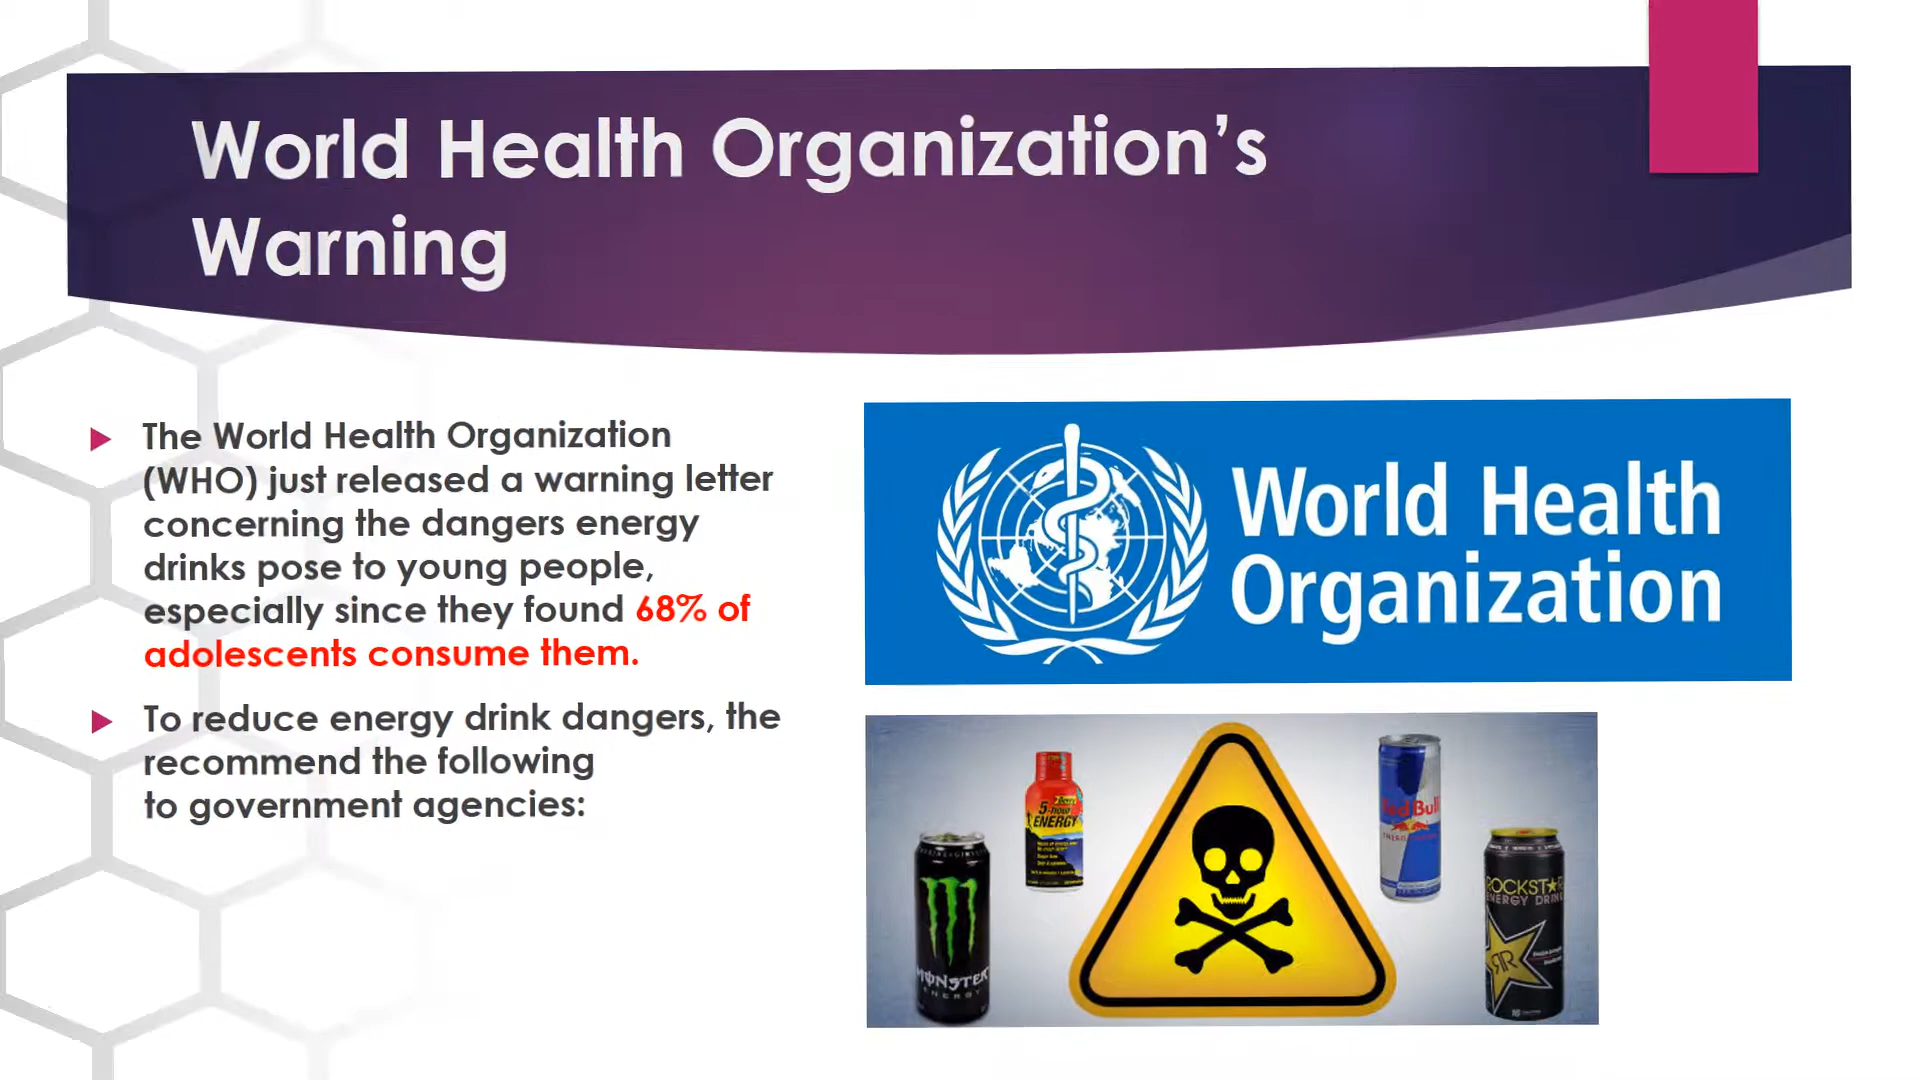 World Health Organization’s
Warning
The World Health Organization
(WHO) just released a warning letter
concerning the dangers energy
drinks pose to young people,
especially since they found 68% of
adolescents consume them.
To reduce energy drink dangers, the
recommend the following
to government agencies:
World Health
Organization
5-hour
ENERGY
RedBull
MONSTER
ENERGY
ROCKSTAR
ENERGY DRINK